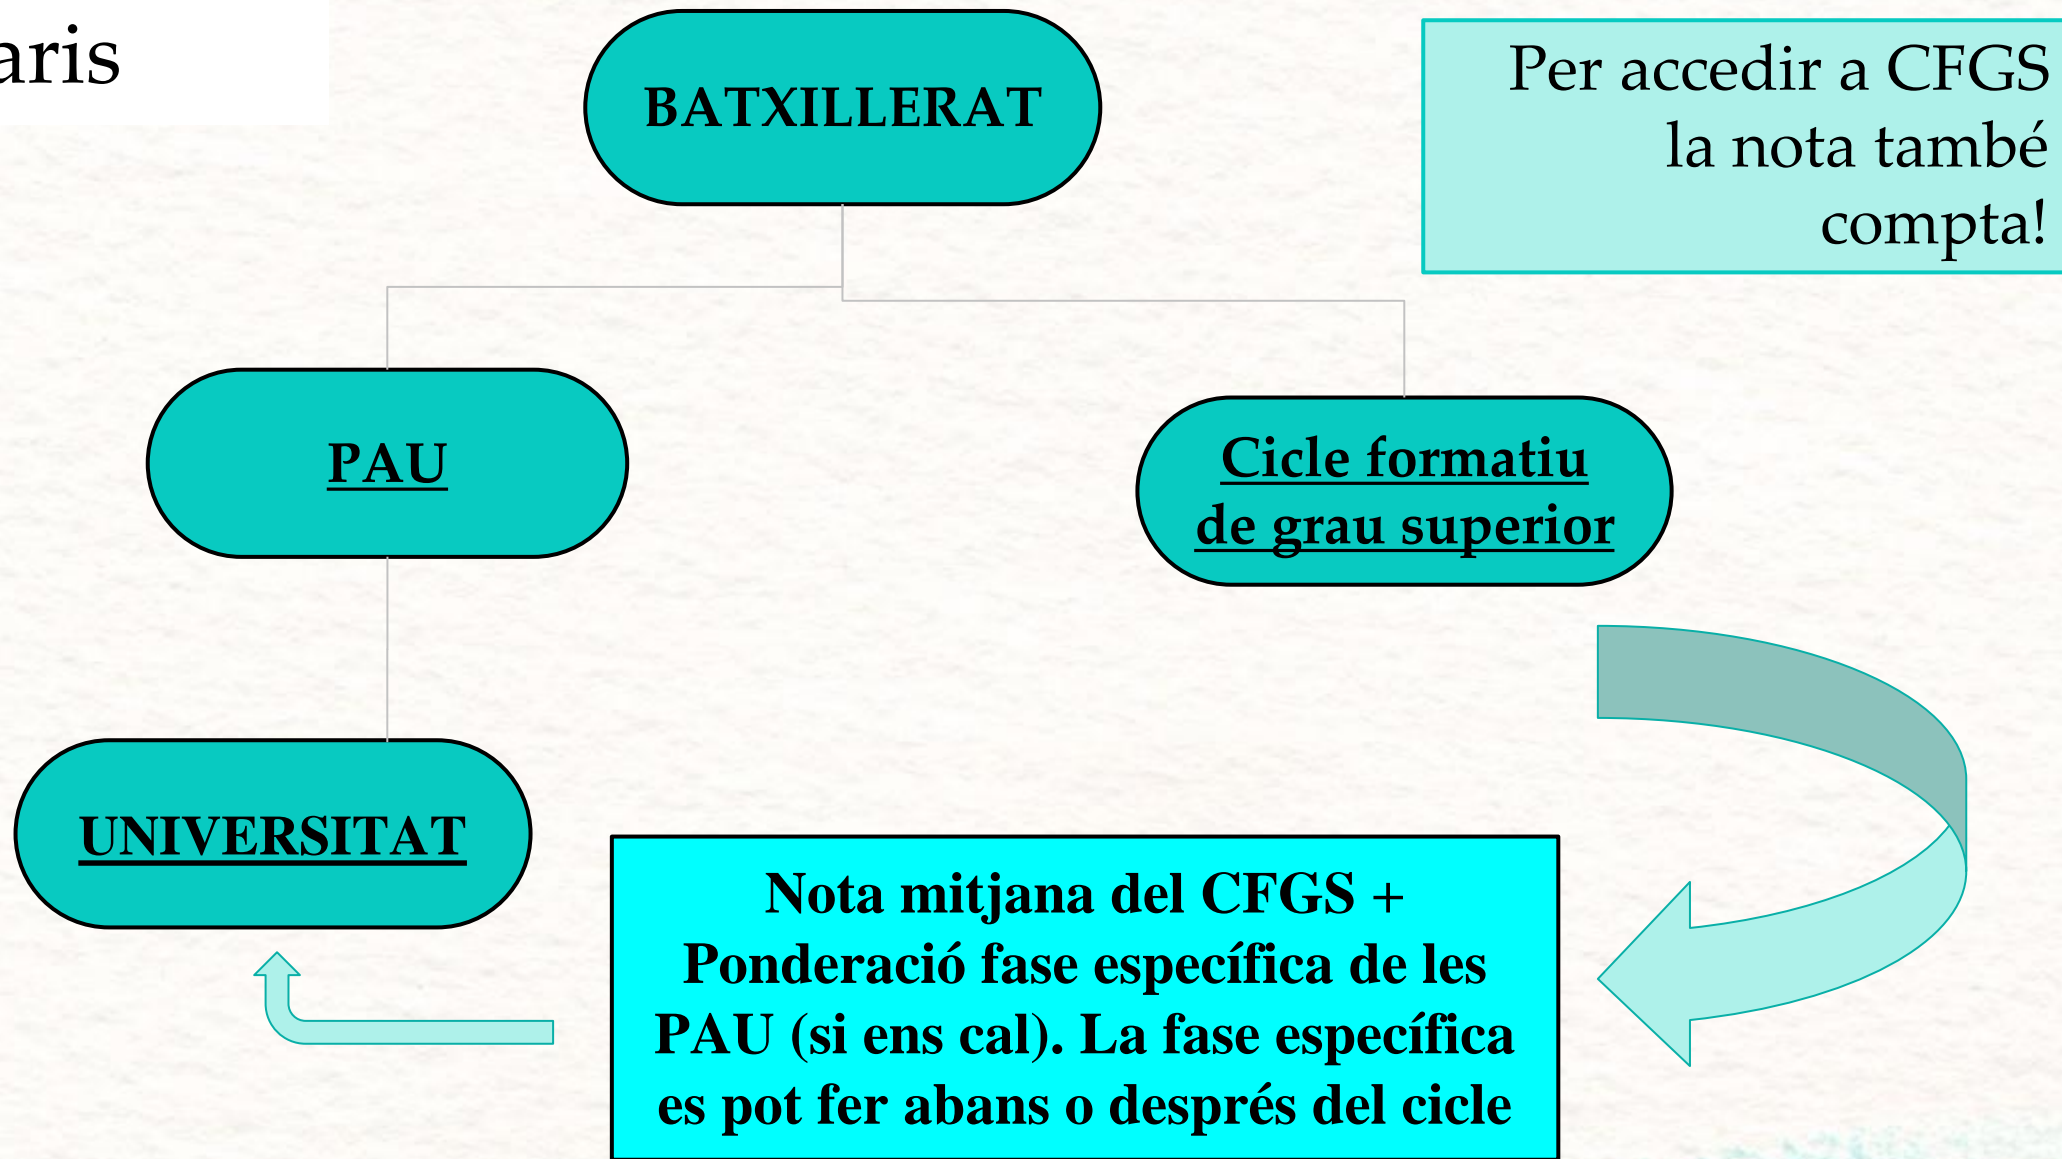 BATXILLERAT
Per accedir a CFGS
la nota també
compta!
PAU
Cicle formatiu
de grau superior
UNIVERSITAT
Nota mitjana del CFGS +
Ponderació fase específica de les
PAU (si ens cal). La fase específica
es pot fer abans o després del cicle